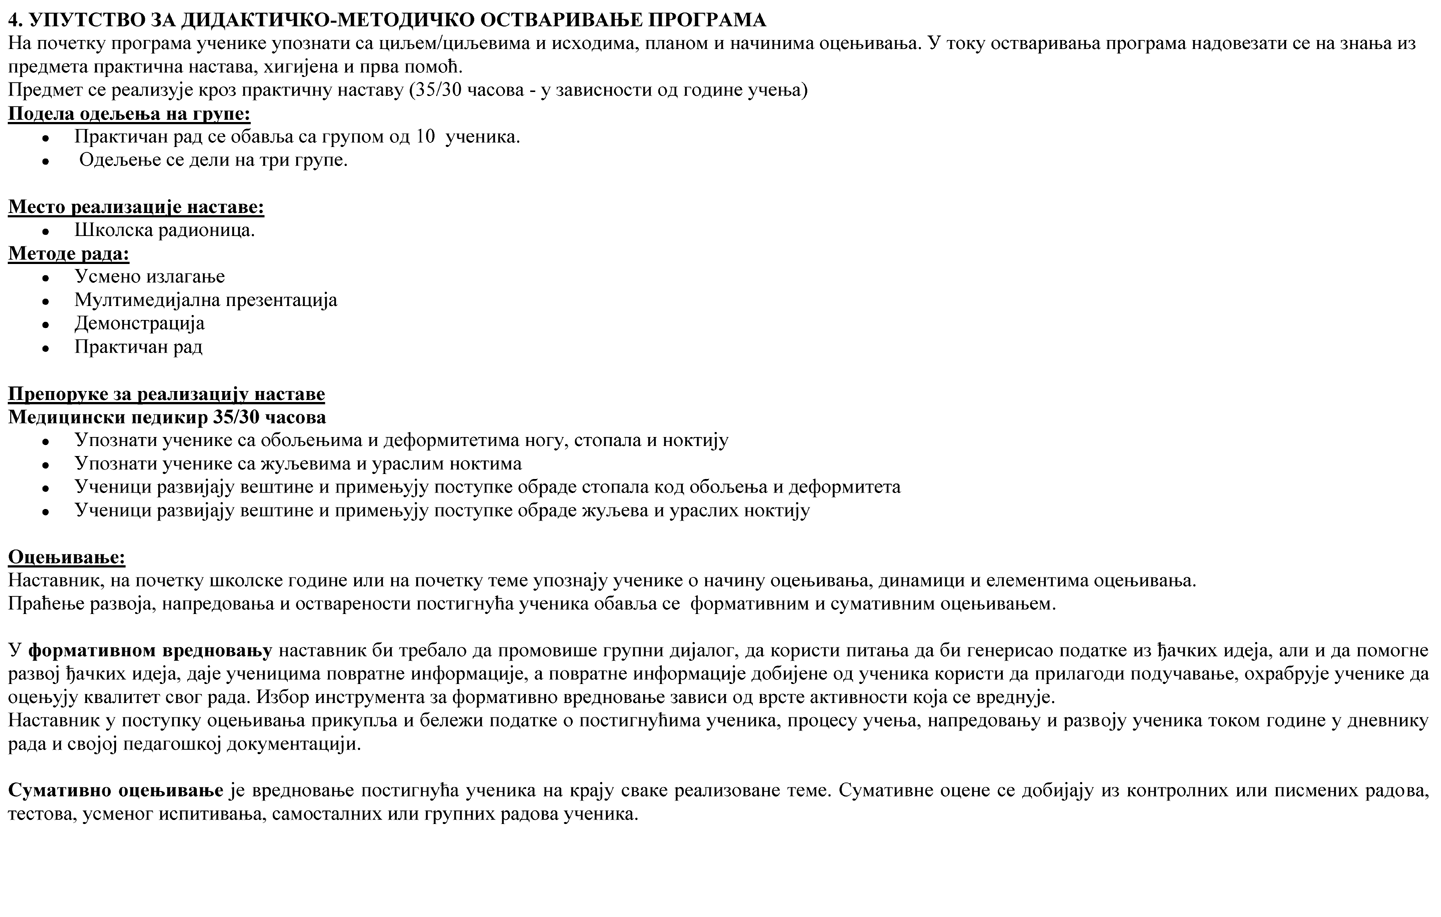 4. УПУТСТВО ЗА ДИДАКТИЧКО-МЕТОДИЧКО ОСТВАРИВАЊЕ ПРОГРАМА
На почетку програма ученике упознати са циљем/циљевима и исходима, планом и начинима оцењивања. У току остваривања програма надовезати се на знања из
предмета практична настава, хигијена и прва помоћ.
Предмет се реализује кроз практичну наставу (35/30 часова - у зависности од године учења)
Подела одељења на групе:
• Практичан рад се обавља са групом од 10 ученика.
• Одељење се дели на три групе.
Место реализације наставе:
• Школска радионица.
Методе рада:
• Усмено излагање
• Мултимедијална презентација
• Демонстрација
• Практичан рад
Препоруке за реализацију наставе
Медицински педикир 35/30 часова
• Упознати ученике са обољењима и деформитетима ногу, стопала и ноктију
• Упознати ученике са жуљевима и ураслим ноктима
• Ученици развијају вештине и примењују поступке обраде стопала код обољења и деформитета
• Ученици развијају вештине и примењују поступке обраде жуљева и ураслих ноктију
Оцењивање:
Наставник, на почетку школске године или на почетку теме упознају ученике о начину оцењивања, динамици и елементима оцењивања.
Праћење развоја, напредовања и остварености постигнућа ученика обавља се формативним и сумативним оцењивањем.
У формативном вредновању наставник би требало да промовише групни дијалог, да користи питања да би генерисао податке из ђачких идеја, али и да помогне
развој ђачких идеја, даје ученицима повратне информације, а повратне информације добијене од ученика користи да прилагоди подучавање, охрабрује ученике да
оцењују квалитет свог рада. Избор инструмента за формативно вредновање зависи од врсте активности која се вреднује.
Наставник у поступку оцењивања прикупља и бележи податке о постигнућима ученика, процесу учења, напредовању и развоју ученика током године у дневнику
рада и својој педагошкој документацији.
Сумативно оцењивање је вредновање постигнућа ученика на крају сваке реализоване теме. Сумативне оцене се добијају из контролних или писмених радова,
тестова, усменог испитивања, самосталних или групних радова ученика.